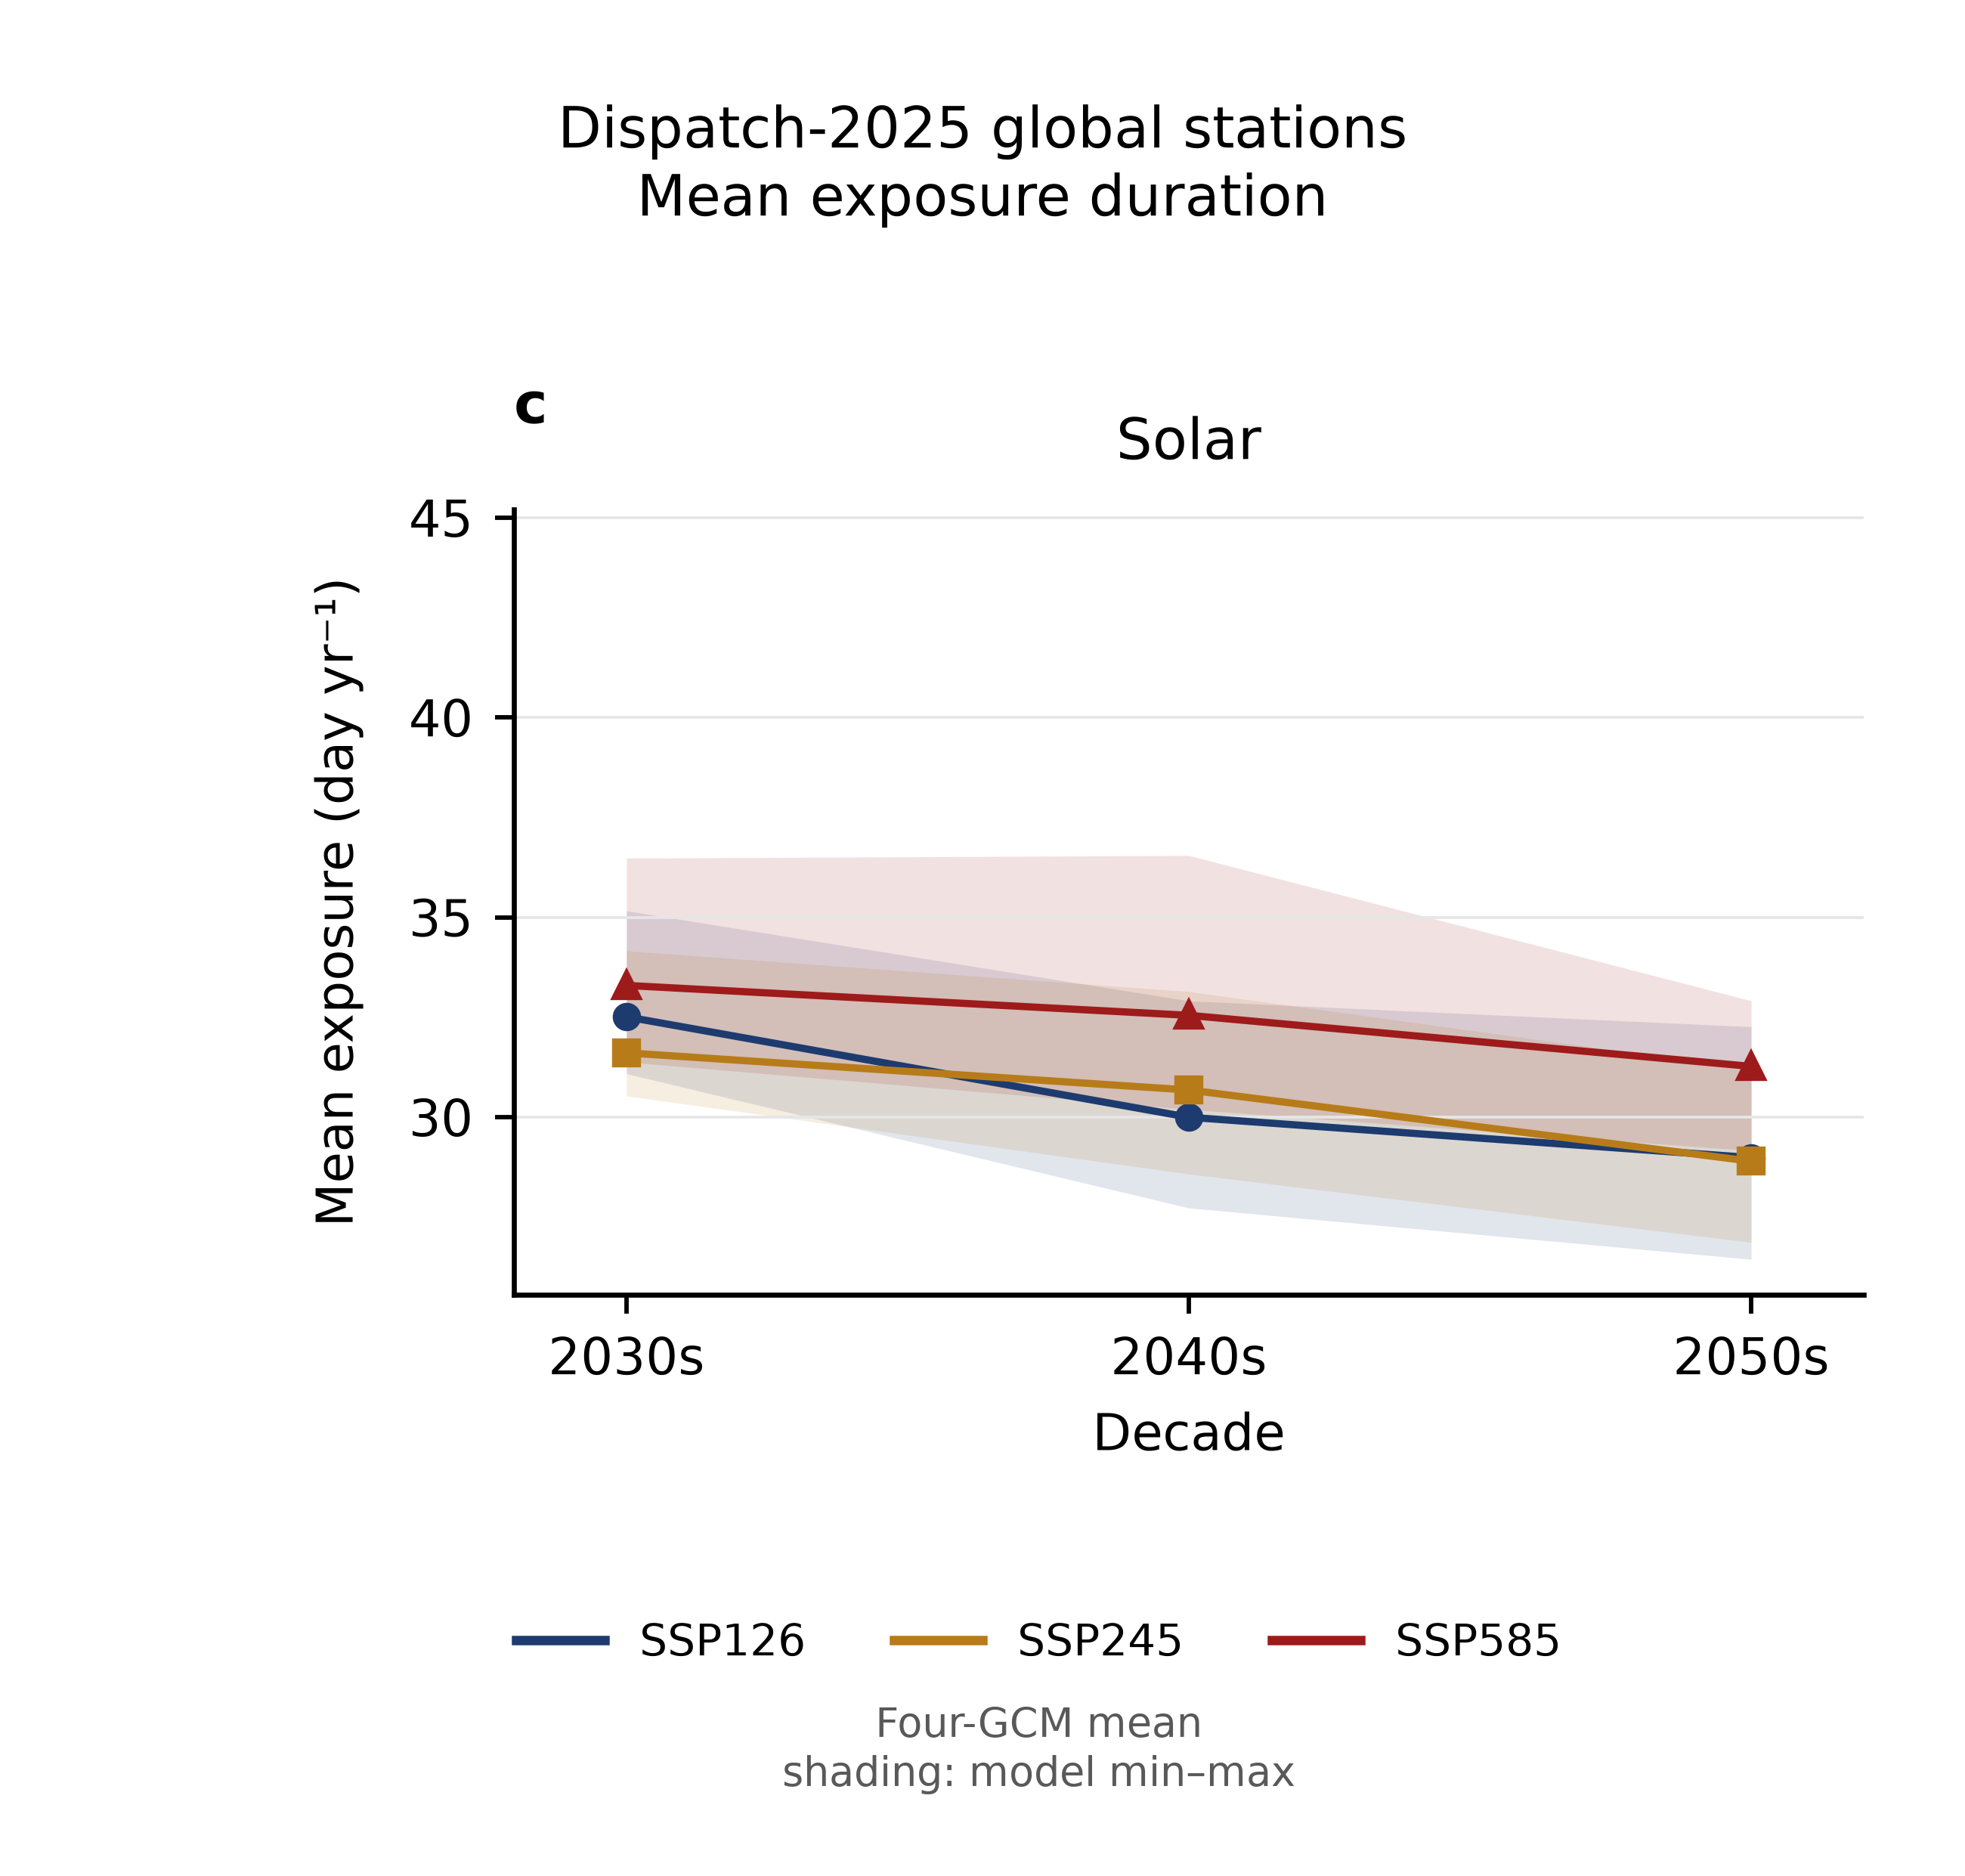 Dispatch-2025 global stations
Mean exposure duration
c
Solar
Mean exposure (day yr⁻¹)
45
40
35
30
2030s
2040s
2050s
Decade
SSP126
SSP245
SSP585
Four-GCM mean
shading: model min–max